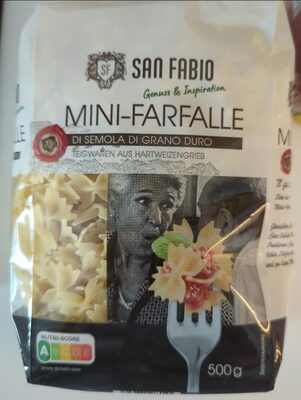 SF
SAN FABIO
Genuss & Inspiration
MINI-FARFALLE
DI SEMOLA DI GRANO DURO
TEIGWAREN AUS HARTWEIZENGRIEß
NUTRI-SCORE
A B C D E
500g